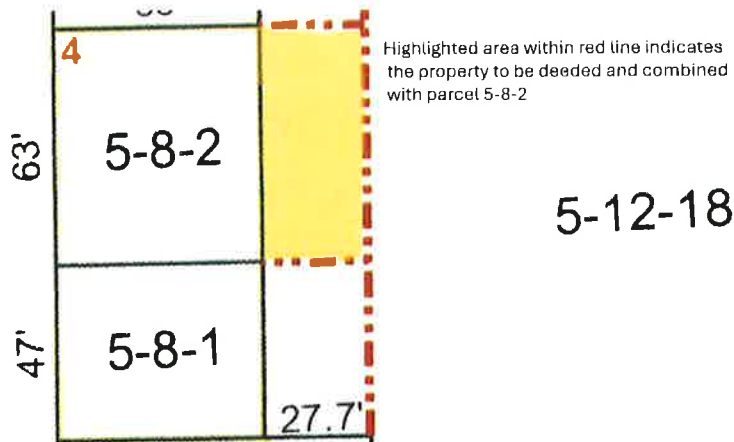 4
Highlighted area within red line indicates
the property to be deeded and combined
with parcel 5-8-2
63'
5-8-2
5-12-18
47'
5-8-1
27.7'